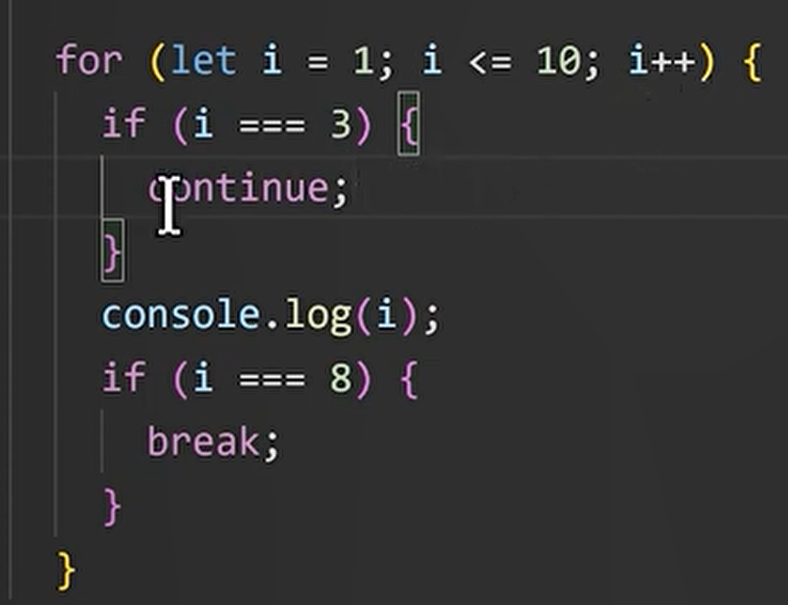 for (let i = 1; i <= 10; i++) {
  if (i === 3) {
    continue;
  }
  console.log(i);
  if (i === 8) {
    break;
  }
}